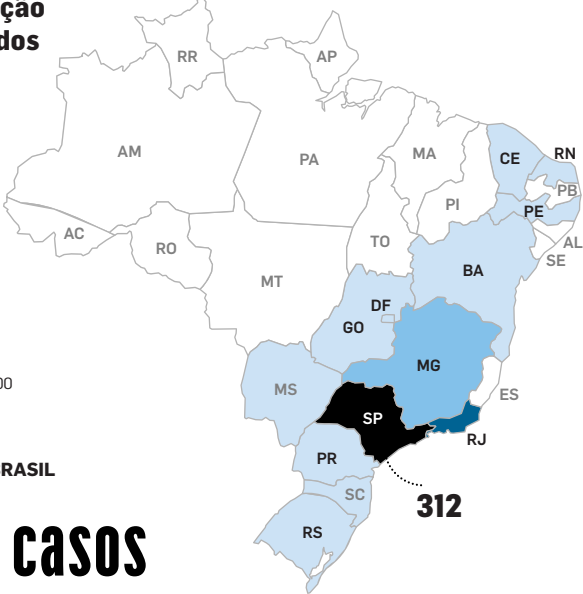 ção
dos
RR
AP
AM
PA
MA
CE
RN
PB
PI
PE
AC
RO
TO
AL
SE
MT
BA
DF
GO
MG
00
MS
ES
SP
RJ
PR
RASIL
SC
312
RS
casos